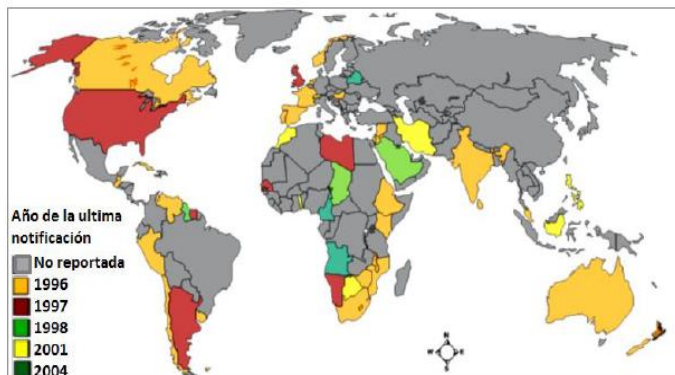 Año de la ultima
notificación
No reportada
1996
1997
1998
2001
2004
N
W E
S